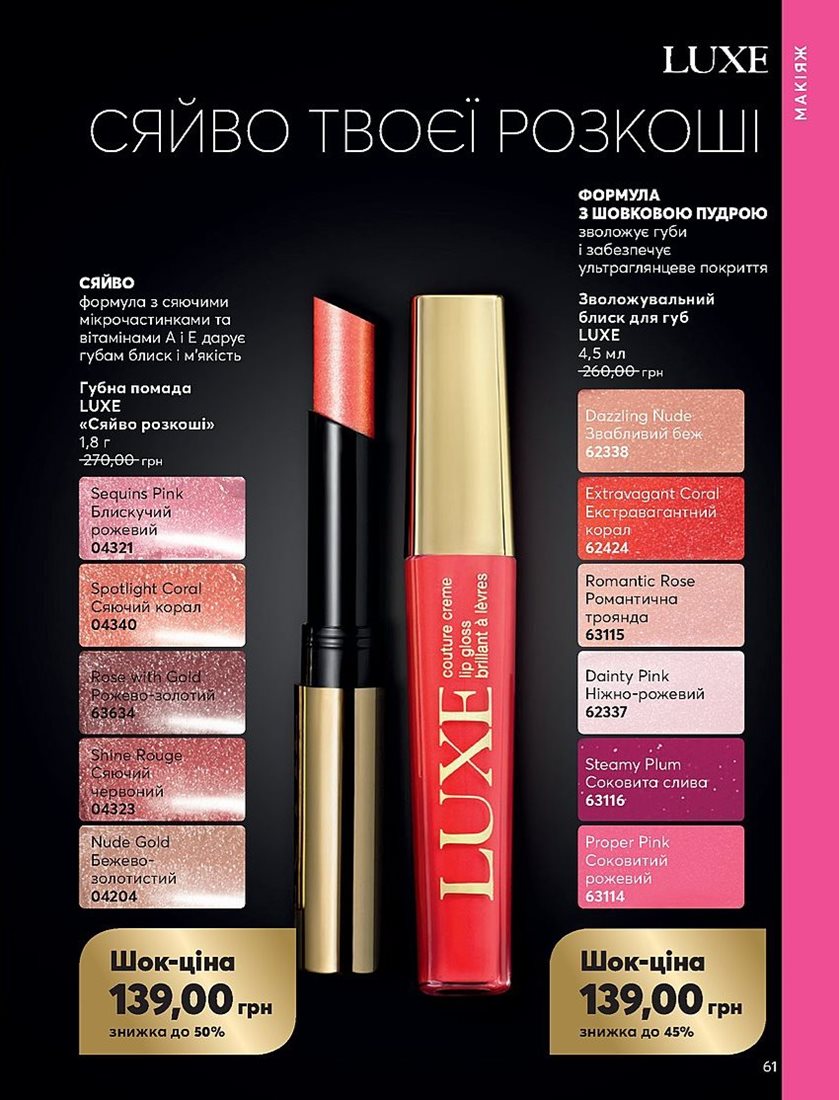 LUXE
МАКІЯЖ
СЯЙВО ТВОЄЇ РОЗКОШІ
ФОРМУЛА
З ШОВКОВОЮ ПУДРОЮ
зволожує губи
і забезпечує
ультраглянцеве покриття
Зволожувальний
блиск для губ
LUXE
4,5 мл
260,00 грн
СЯЙВО
формула з сяючими
мікрочастинками та
вітамінами А і Е дарує
губам блиск і м'якість
Губна помада
LUXE
«Сяйво розкоші»
1,8 г
270,00 грн
Sequins Pink
Блискучий
рожевий
04321
Spotlight Coral
Сяючий корал
04340
Rose with Gold
Рожево-золотий
63634
Shine Rouge
Сяючий
червоний
04323
Nude Gold
Бежево-
золотистий
04204
LUXE
couture creme
lip gloss
brillant à lèvres
Dazzling Nude
Звабливий беж
62338
Extravagant Coral
Екстравагантний
корал
62424
Romantic Rose
Романтична
троянда
63115
Dainty Pink
Ніжно-рожевий
62337
Steamy Plum
Соковита слива
63116
Proper Pink
Соковитий
рожевий
63114
Шок-ціна
139,00 грн
знижка до 50%
Шок-ціна
139,00 грн
знижка до 45%
61